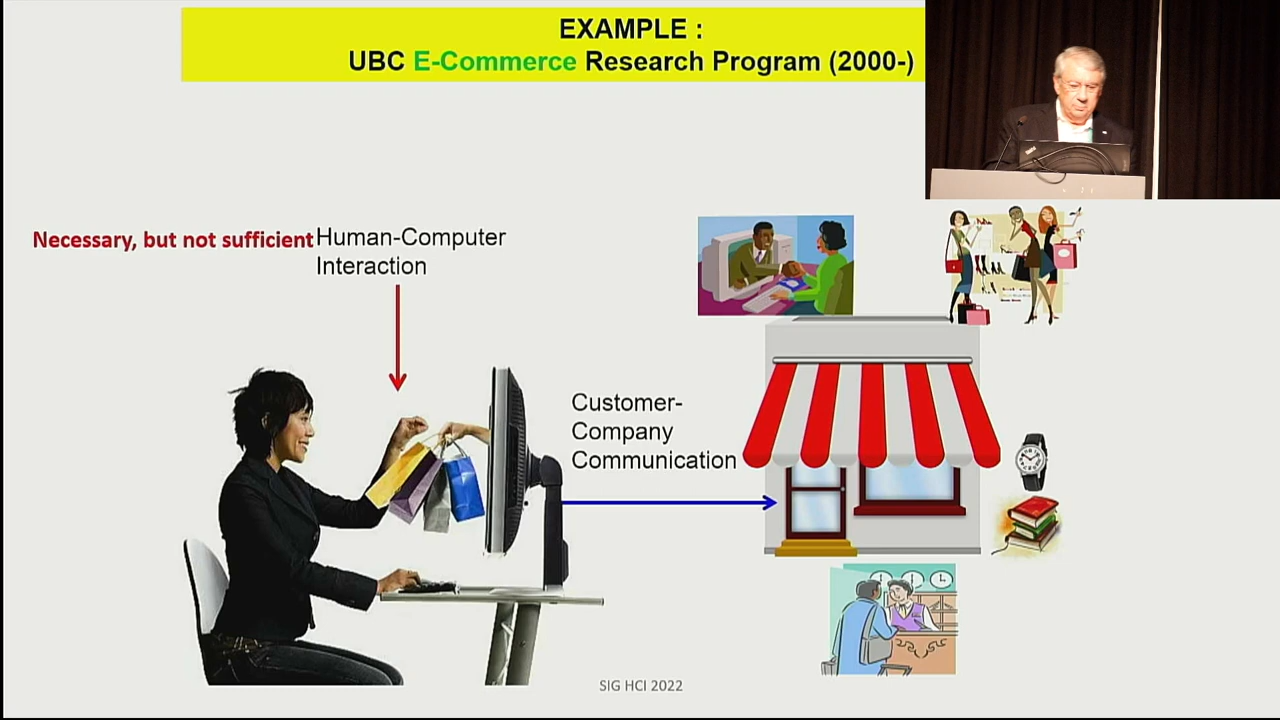 EXAMPLE :
UBC E-Commerce Research Program (2000-)
Necessary, but not sufficient
Human-Computer
Interaction
Customer-
Company
Communication
SIG HCI 2022